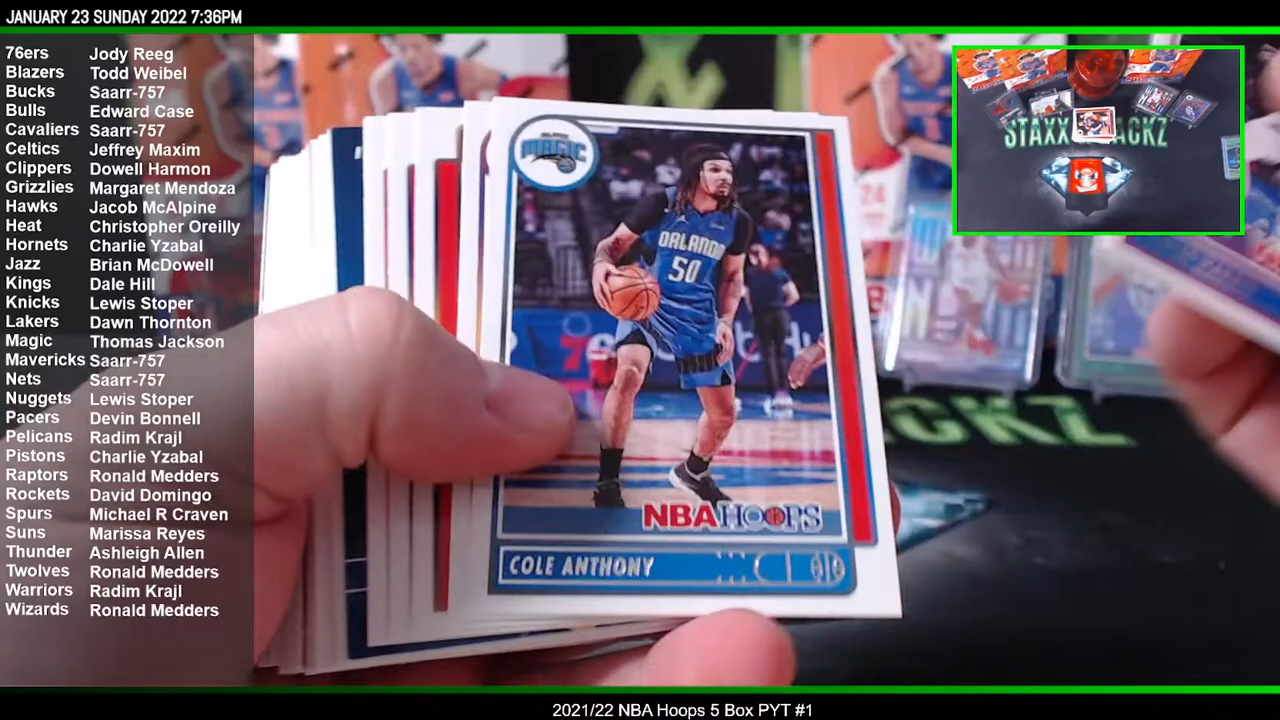 JANUARY 23 SUNDAY 2022 7:36PM
76ers Jody Reeg
Blazers Todd Weibel
Bucks Saarr-757
Bulls Edward Case
Cavaliers Saarr-757
Celtics Jeffrey Maxim
Clippers Dowell Harmon
Grizzlies Margaret Mendoza
Hawks Jacob McAlpine
Heat Christopher Oreilly
Hornets Charlie Yzabal
Jazz Brian McDowell
Kings Dale Hill
Knicks Lewis Stoper
Lakers Dawn Thornton
Magic Thomas Jackson
Mavericks Saarr-757
Nets Saarr-757
Nuggets Lewis Stoper
Pacers Devin Bonnell
Pelicans Radim Krajl
Pistons Charlie Yzabal
Raptors Ronald Medders
Rockets David Domingo
Spurs Michael R Craven
Suns Marissa Reyes
Thunder Ashleigh Allen
Twolves Ronald Medders
Warriors Radim Krajl
Wizards Ronald Medders
MAGIC
ORLANDO
50
NBA HOOPS
COLE ANTHONY
2021/22 NBA Hoops 5 Box PYT #1